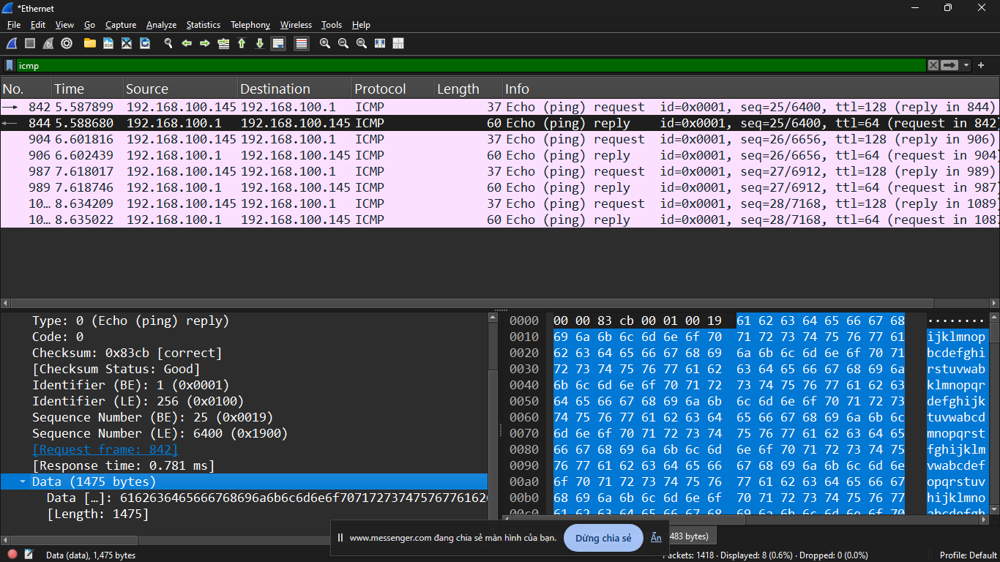 *Ethernet
File Edit View Go Capture Analyze Statistics Telephony Wireless Tools Help
icmp
No. Time Source Destination Protocol Length Info
842 5.587899 192.168.100.145 192.168.100.1 ICMP 37 Echo (ping) request id=0x0001, seq=25/6400, ttl=128 (reply in 844)
844 5.588680 192.168.100.1 192.168.100.145 ICMP 60 Echo (ping) reply id=0x0001, seq=25/6400, ttl=64 (request in 842
904 6.601816 192.168.100.145 192.168.100.1 ICMP 37 Echo (ping) request id=0x0001, seq=26/6656, ttl=128 (reply in 906)
906 6.602439 192.168.100.1 192.168.100.145 ICMP 60 Echo (ping) reply id=0x0001, seq=26/6656, ttl=64 (request in 904
987 7.618017 192.168.100.145 192.168.100.1 ICMP 37 Echo (ping) request id=0x0001, seq=27/6912, ttl=128 (reply in 989)
989 7.618746 192.168.100.1 192.168.100.145 ICMP 60 Echo (ping) reply id=0x0001, seq=27/6912, ttl=64 (request in 987
10… 8.634209 192.168.100.145 192.168.100.1 ICMP 37 Echo (ping) request id=0x0001, seq=28/7168, ttl=128 (reply in 1089)
10… 8.635022 192.168.100.1 192.168.100.145 ICMP 60 Echo (ping) reply id=0x0001, seq=28/7168, ttl=64 (request in 1087
Type: 0 (Echo (ping) reply)
Code: 0
Checksum: 0x83cb [correct]
[Checksum Status: Good]
Identifier (BE): 1 (0x0001)
Identifier (LE): 256 (0x0100)
Sequence Number (BE): 25 (0x0019)
Sequence Number (LE): 6400 (0x1900)
[Request frame: 842]
[Response time: 0.781 ms]
Data (1475 bytes)
Data […]: 6162636465666768696a6b6c6d6e6f70717273747576776162
[Length: 1475]
0000 00 00 83 cb 00 01 00 19 61 62 63 64 65 66 67 68 ········
0010 69 6a 6b 6c 6d 6e 6f 70 71 72 73 74 75 76 77 61 ijklmnop
0020 62 63 64 65 66 67 68 69 6a 6b 6c 6d 6e 6f 70 71 bcdefghi
0030 72 73 74 75 76 77 61 62 63 64 65 66 67 68 69 6a rstuvwab
0040 6b 6c 6d 6e 6f 70 71 72 73 74 75 76 77 61 62 63 klmnopqr
0050 64 65 66 67 68 69 6a 6b 6c 6d 6e 6f 70 71 72 73 defghijk
0060 74 75 76 77 61 62 63 64 65 66 67 68 69 6a 6b 6c tuvwabcd
0070 6d 6e 6f 70 71 72 73 74 75 76 77 61 62 63 64 65 mnopqrst
0080 66 67 68 69 6a 6b 6c 6d 6e 6f 70 71 72 73 74 75 fghijklm
0090 76 77 61 62 63 64 65 66 67 68 69 6a 6b 6c 6d 6e vwabcdef
00a0 6f 70 71 72 73 74 75 76 77 61 62 63 64 65 66 67 opqrstuv
00b0 68 69 6a 6b 6c 6d 6e 6f 70 71 72 73 74 75 76 77 hijklmno
00c0 61 62 63 64 65 66 67 68 69 6a 6b 6c 6d 6e 6f 70 abcdefgh
www.messenger.com đang chia sẻ màn hình của bạn. Dừng chia sẻ Ẩn
483 bytes)
Data (data), 1,475 bytes
Packets: 1418 · Displayed: 8 (0.6%) · Dropped: 0 (0.0%)
Profile: Default